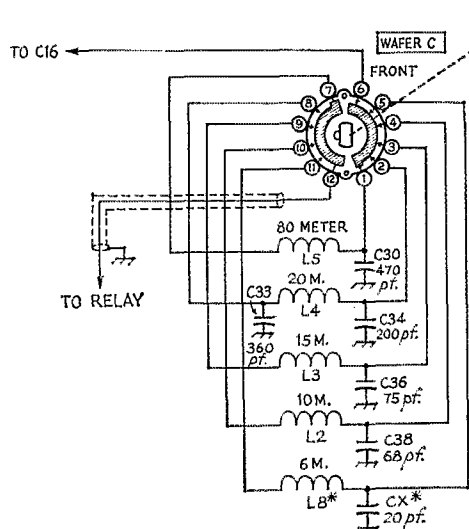 TO C16
WAFER C
FRONT
7
6
8
5
9
4
10
3
11
2
12
1
80 METER
L5
C30
470
pf.
TO RELAY
C33
360
pf.
20 M.
L4
C34
200pf.
15 M.
L3
C36
75 pf.
10 M.
L2
C38
68 pf.
6 M.
L8*
CX*
20 pf.